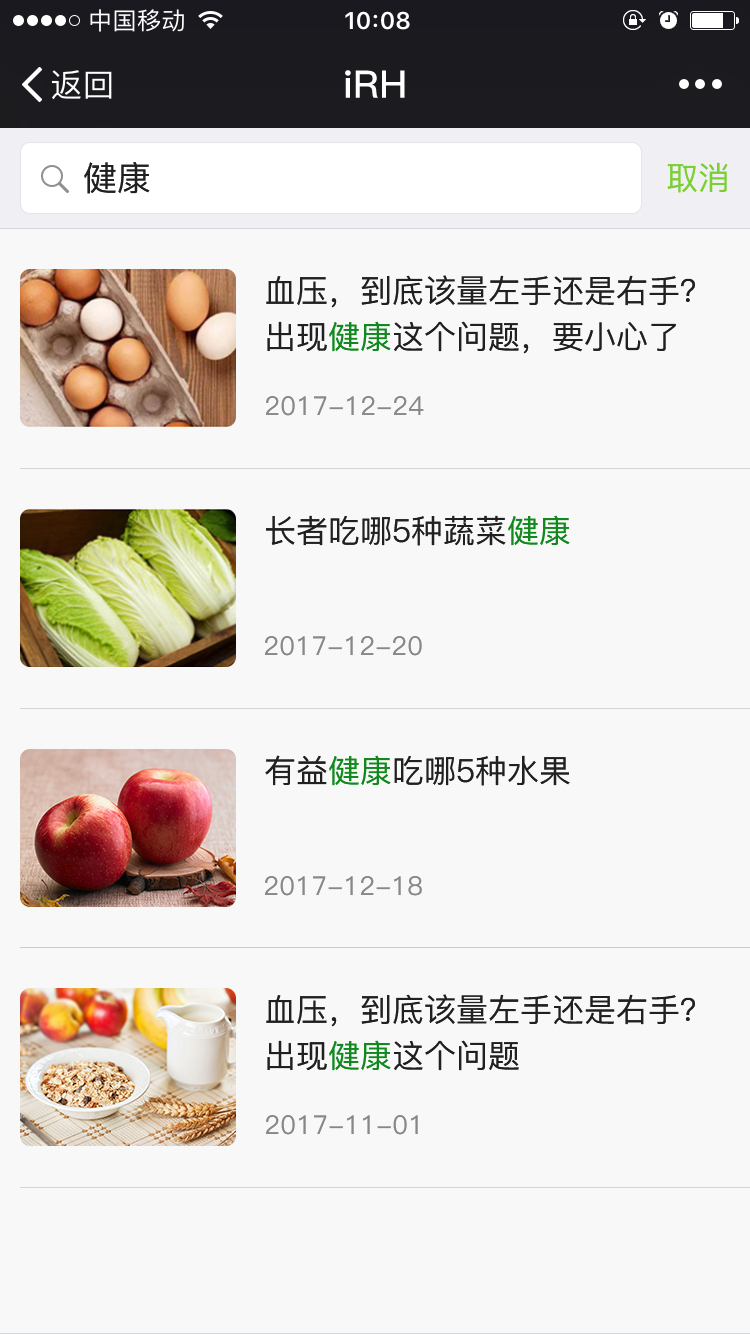 中国移动 10:08
返回 iRH
健康 取消
血压，到底该量左手还是右手？
出现健康这个问题，要小心了
2017-12-24
长者吃哪5种蔬菜健康
2017-12-20
有益健康吃哪5种水果
2017-12-18
血压，到底该量左手还是右手？
出现健康这个问题
2017-11-01